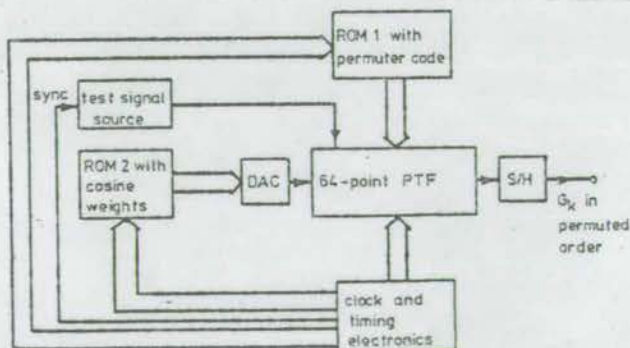 ROM 1 with
permuter code
sync
test signal
source
ROM 2 with
cosine
weights
DAC
64-point PTF
S/H
Gk in
permuted
order
clock and
timing
electronics